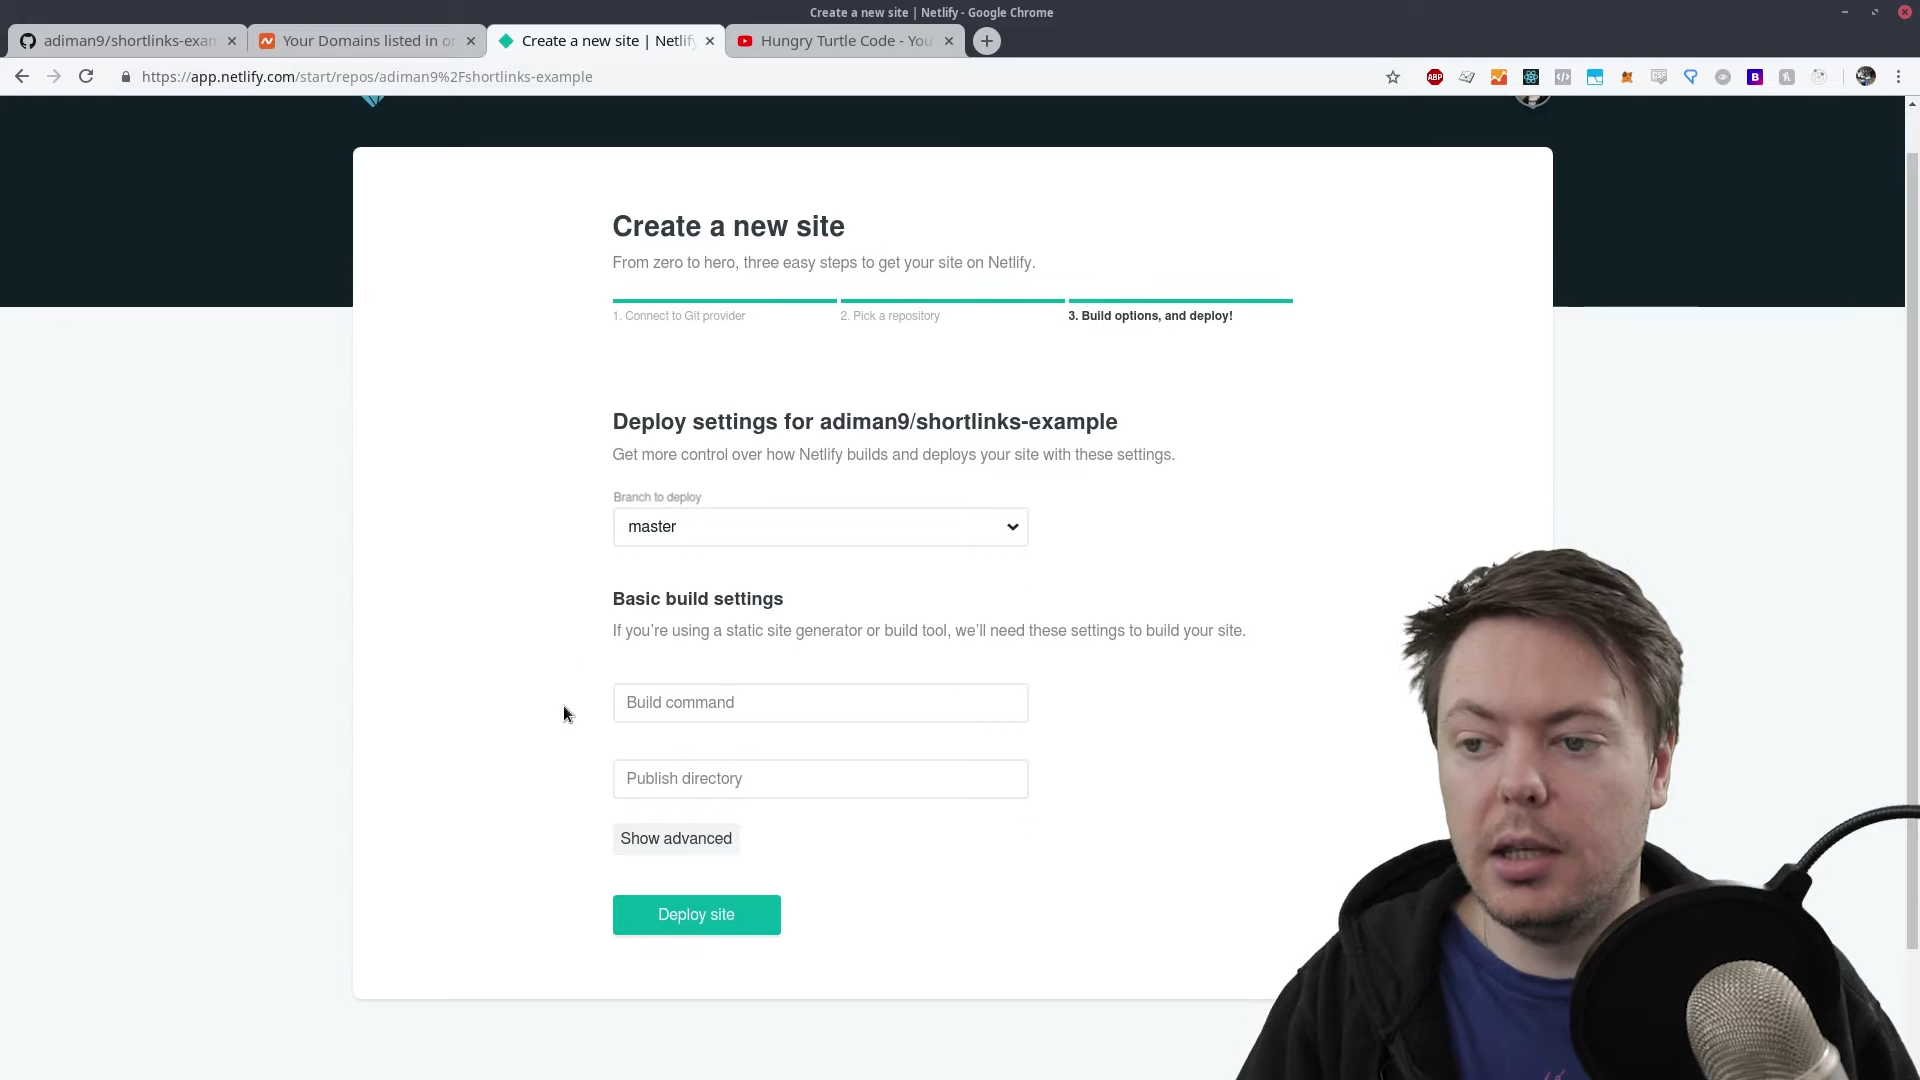 Create a new site | Netlify - Google Chrome
adiman9/shortlinks-exam
Your Domains listed in or
Create a new site | Netlify
Hungry Turtle Code - You
https://app.netlify.com/start/repos/adiman9%2Fshortlinks-example
ABP
CSS
B
Create a new site
From zero to hero, three easy steps to get your site on Netlify.
1. Connect to Git provider
2. Pick a repository
3. Build options, and deploy!
Deploy settings for adiman9/shortlinks-example
Get more control over how Netlify builds and deploys your site with these settings.
Branch to deploy
master
Basic build settings
If you’re using a static site generator or build tool, we’ll need these settings to build your site.
Build command
Publish directory
Show advanced
Deploy site